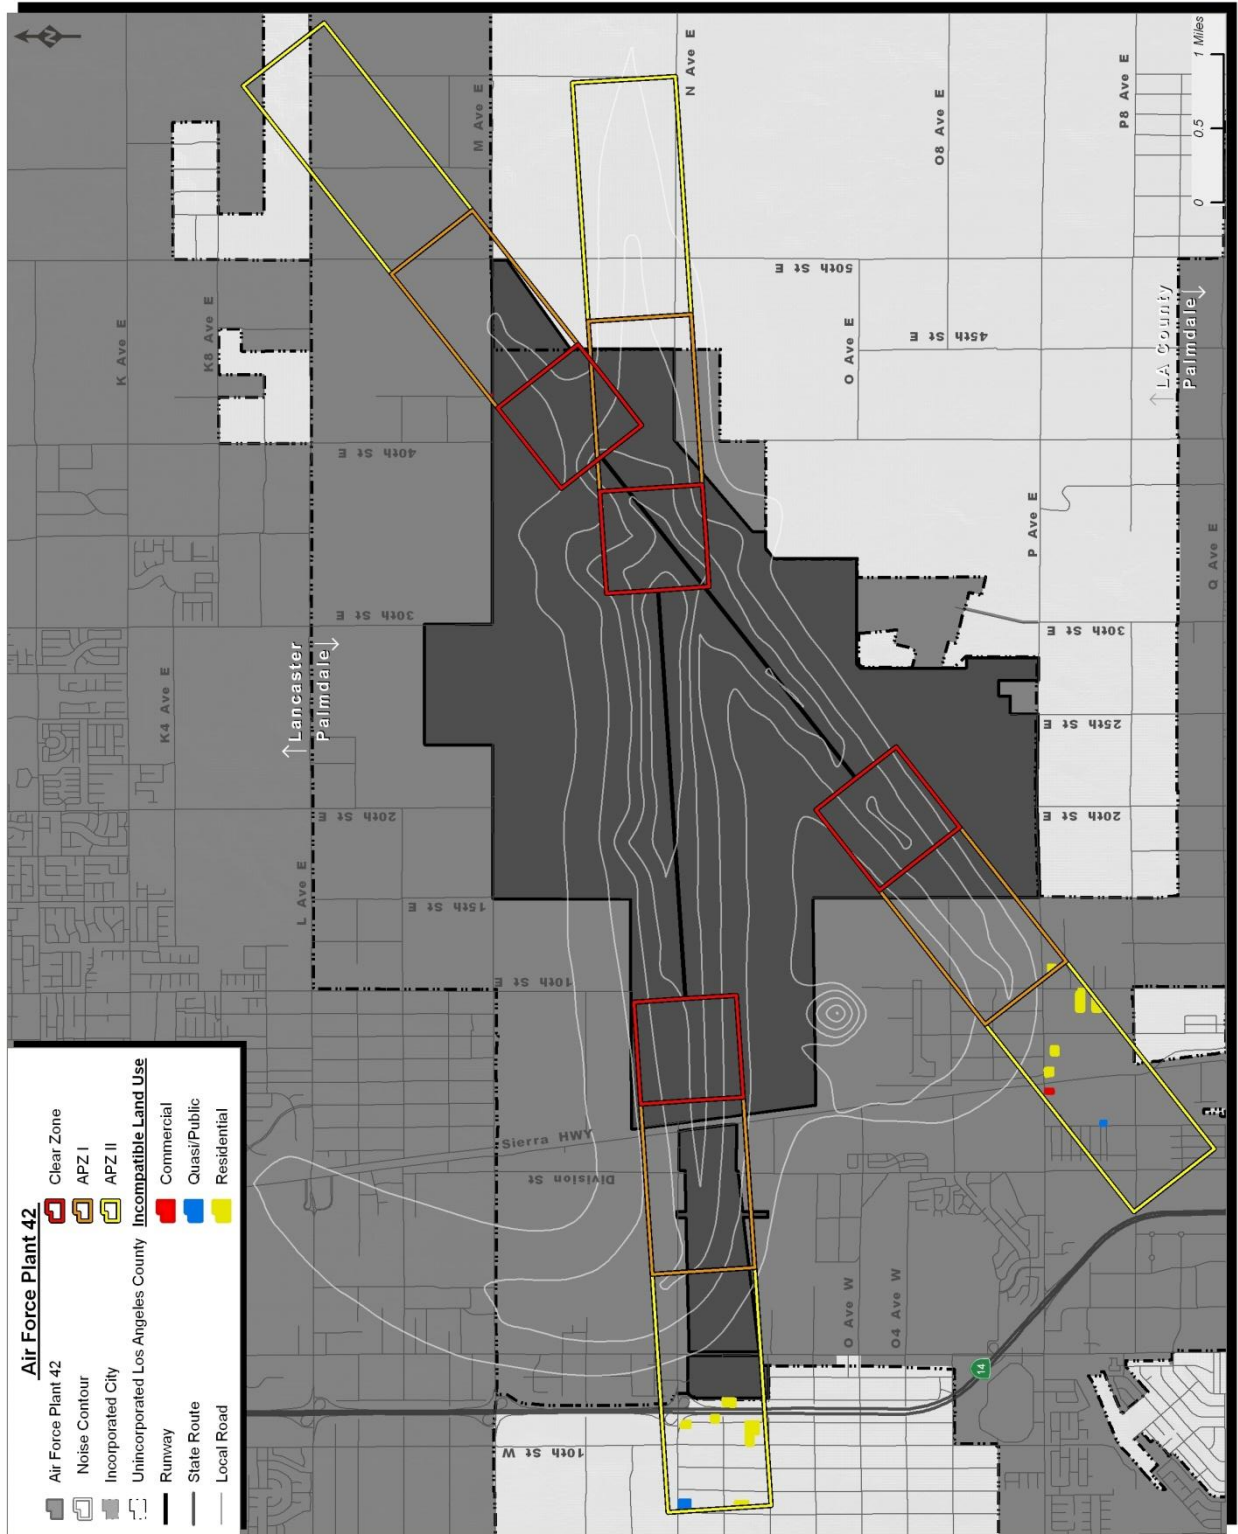 Air Force Plant 42
Air Force Plant 42
Noise Contour
Incorporated City
Unincorporated Los Angeles County
Runway
State Route
Local Road
Clear Zone
APZ I
APZ II
Incompatible Land Use
Commercial
Quasi/Public
Residential
N
K Ave E
K8 Ave E
K4 Ave E
L Ave E
M Ave E
N Ave E
O Ave E
O8 Ave E
P Ave E
P8 Ave E
Q Ave E
O Ave W
O4 Ave W
10th St W
Division St
Sierra HWY
10th St E
15th St E
20th St E
20th St E
25th St E
30th St E
30th St E
40th St E
45th St E
50th St E
Lancaster
Palmdale
LA County
Palmdale
14
0 0.5 1 Miles